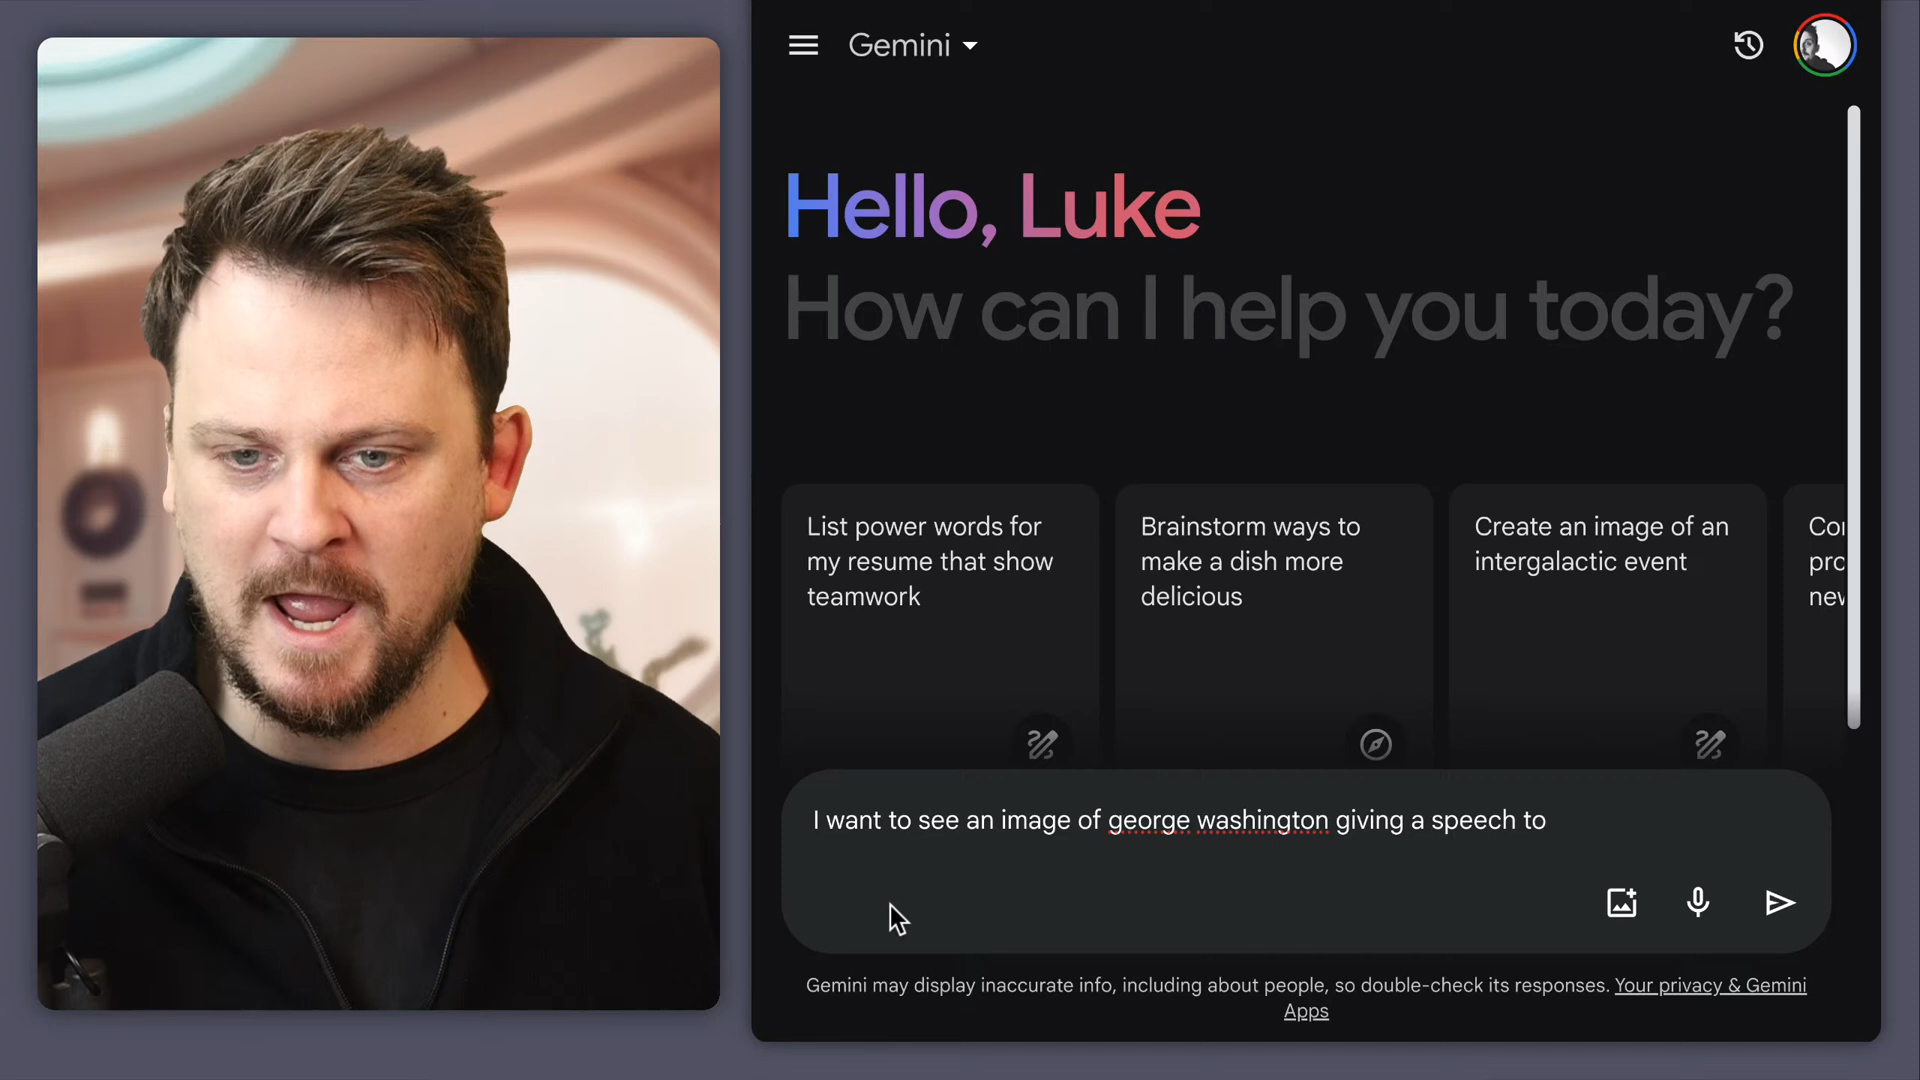 Gemini
Hello, Luke
How can I help you today?
List power words for
my resume that show
teamwork
Brainstorm ways to
make a dish more
delicious
Create an image of an
intergalactic event
I want to see an image of george washington giving a speech to
Gemini may display inaccurate info, including about people, so double-check its responses. Your privacy & Gemini
Apps